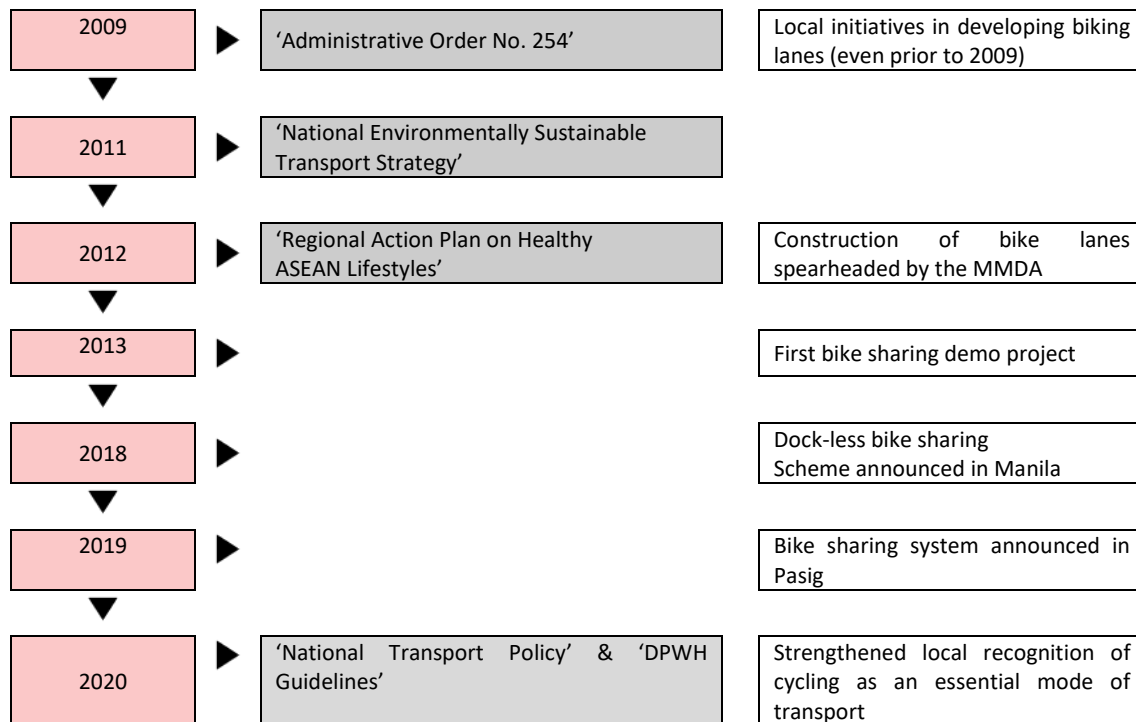 2009
‘Administrative Order No. 254’
Local initiatives in developing biking
lanes (even prior to 2009)
2011
‘National Environmentally Sustainable
Transport Strategy’
2012
‘Regional Action Plan on Healthy
ASEAN Lifestyles’
Construction of bike lanes
spearheaded by the MMDA
2013
First bike sharing demo project
2018
Dock-less bike sharing
Scheme announced in Manila
2019
Bike sharing system announced in
Pasig
2020
‘National Transport Policy’ & ‘DPWH
Guidelines’
Strengthened local recognition of
cycling as an essential mode of
transport